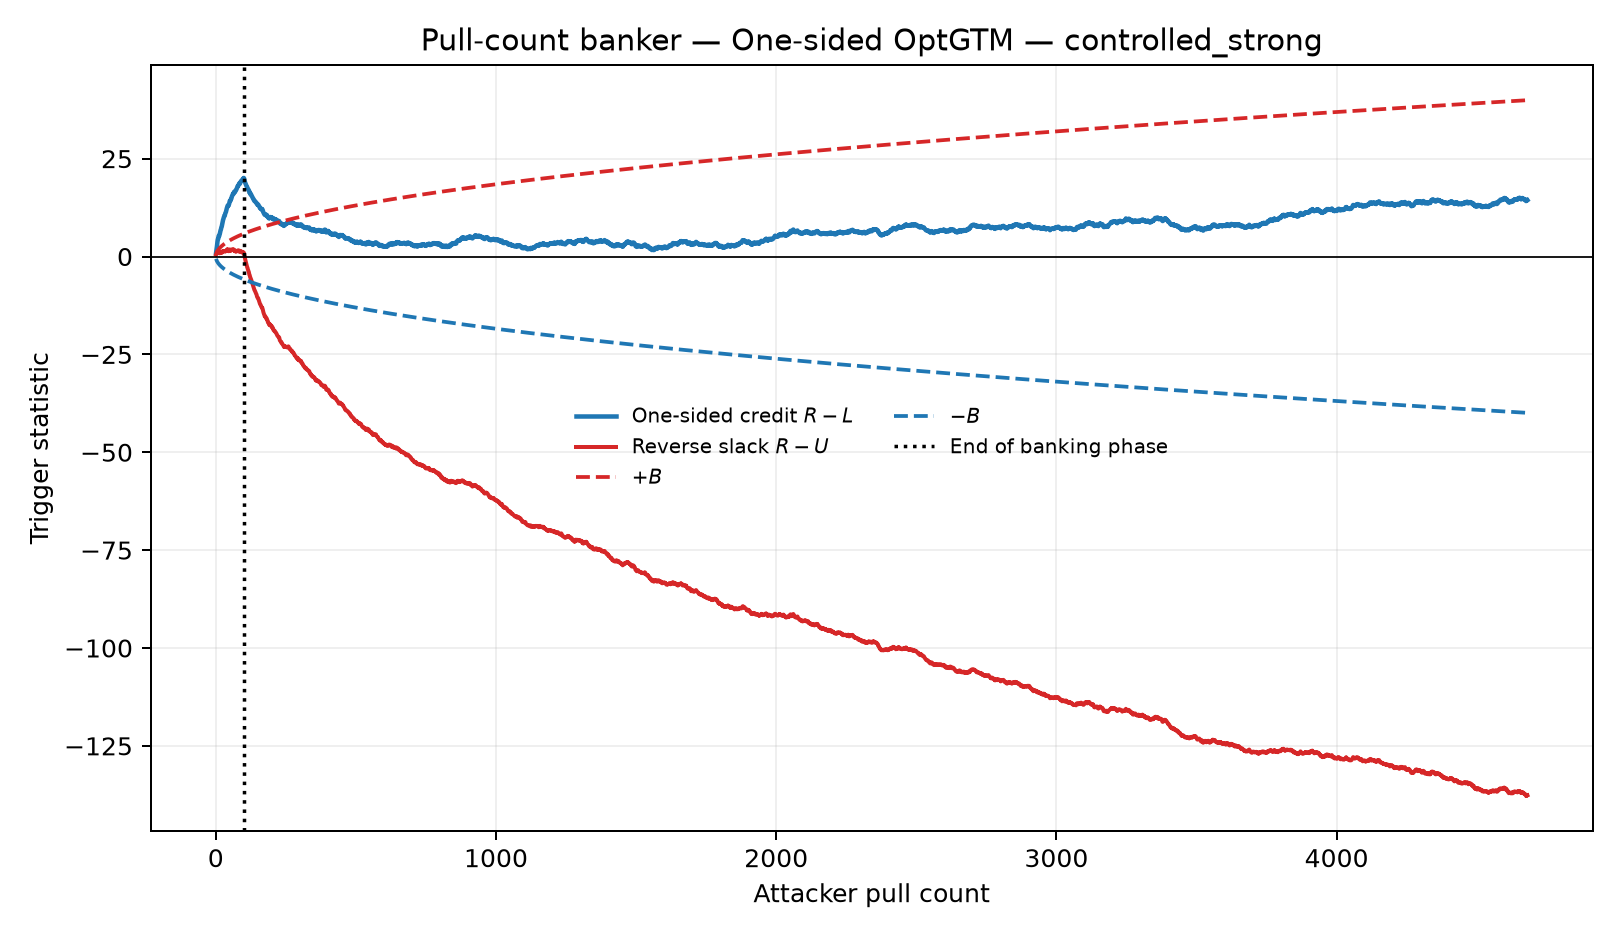 Pull-count banker — One-sided OptGTM — controlled_strong
Trigger statistic
25
0
−25
−50
−75
−100
−125
One-sided credit R − L
Reverse slack R − U
+B
−B
End of banking phase
0 1000 2000 3000 4000
Attacker pull count